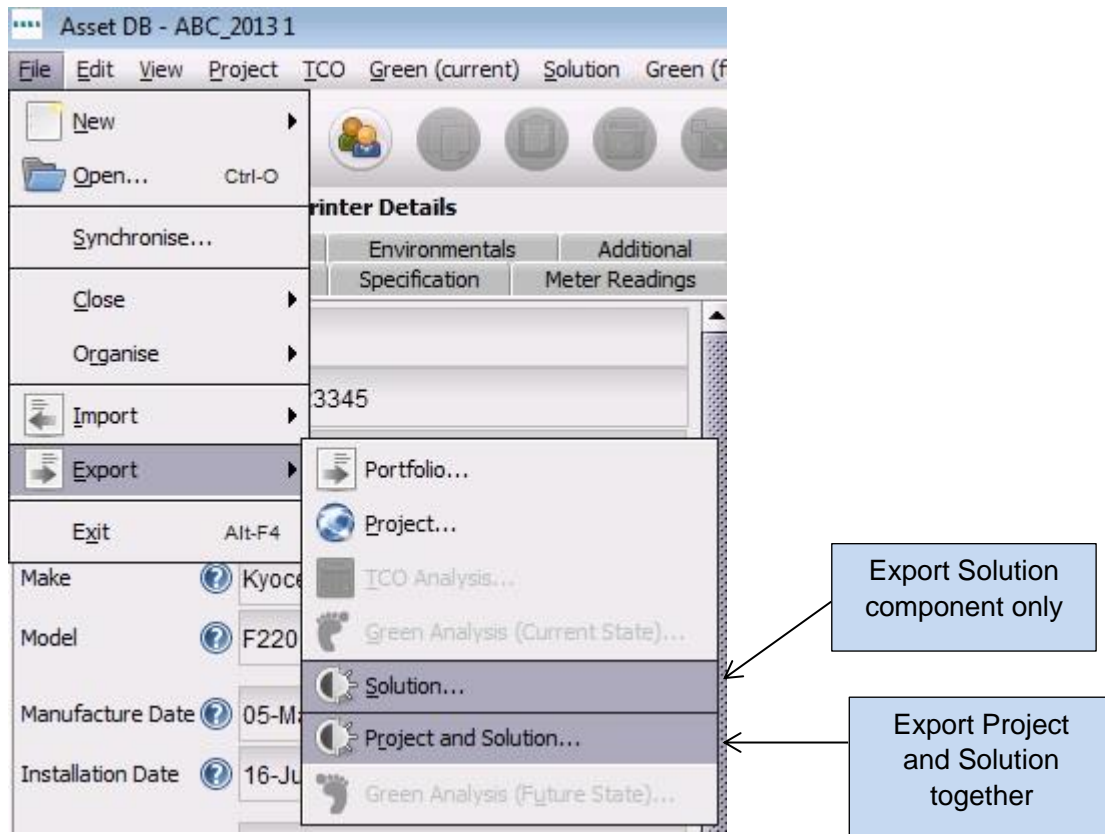 Asset DB - ABC_2013 1
File Edit View Project TCO Green (current) Solution Green (f
New
Open... Ctrl-O
rinter Details
Synchronise...
Environmentals Additional
Specification Meter Readings
Close
Organise
3345
Import
Export
Portfolio...
Exit Alt-F4
Project...
Make Kyoce
TCO Analysis...
Export Solution
component only
Model F220
Green Analysis (Current State)...
Solution...
Manufacture Date 05-Ma
Project and Solution...
Export Project
and Solution
together
Installation Date 16-Ju
Green Analysis (Future State)...